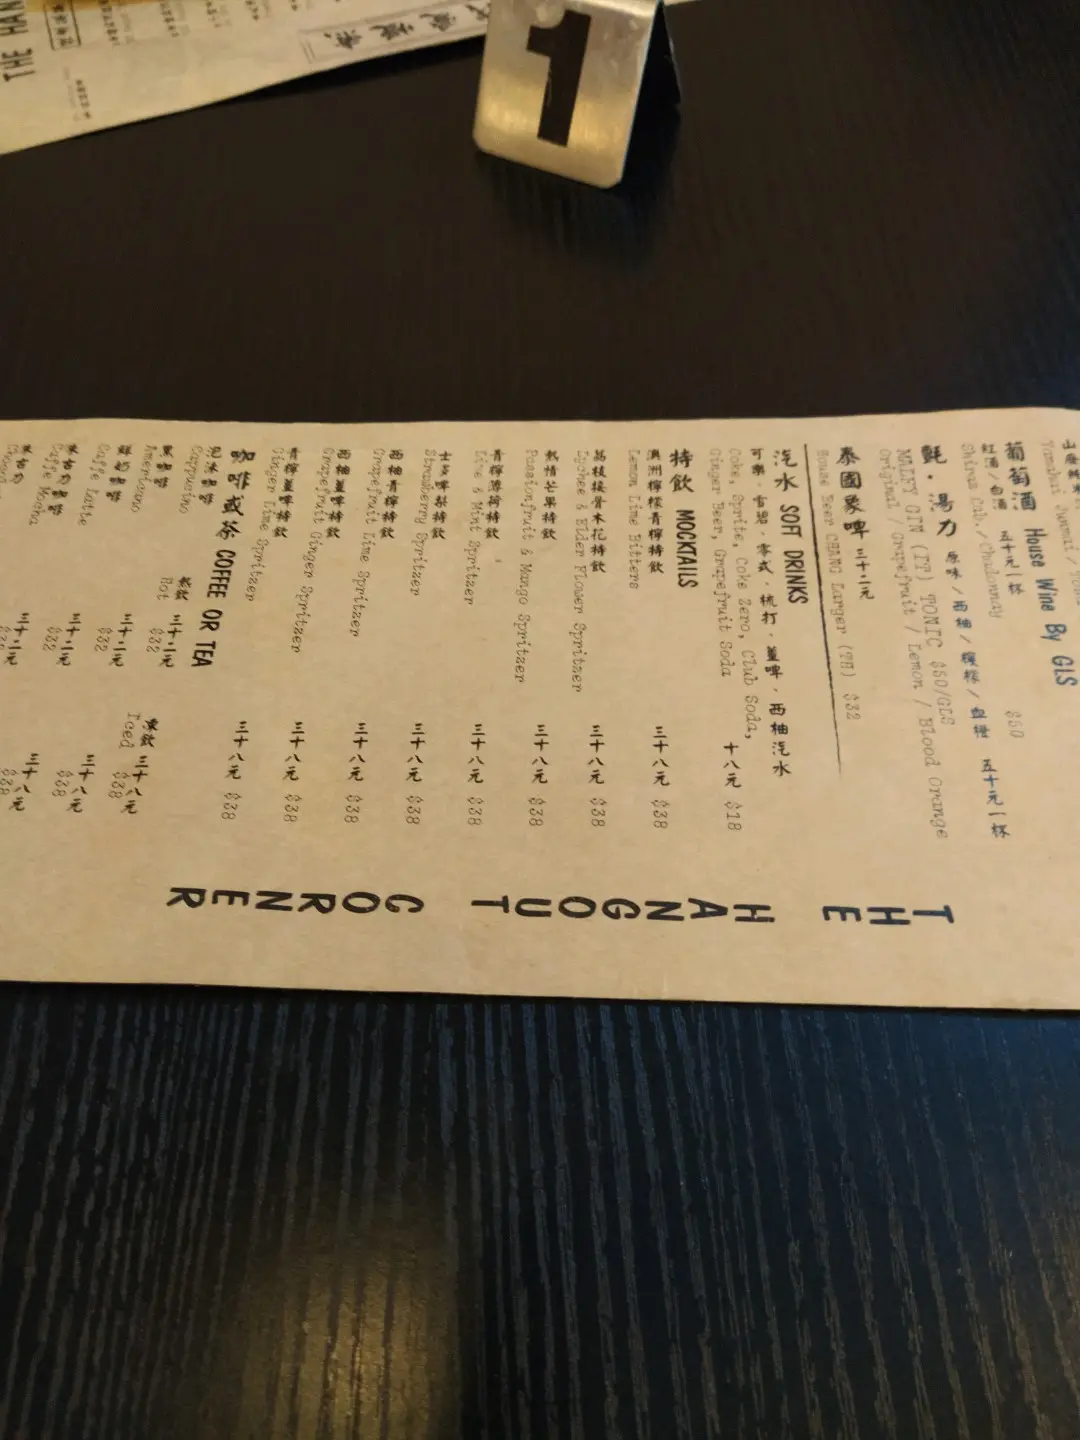 1
葡萄酒 House Wine By GLS
紅酒/白酒 五十元一杯
Shiraz Cab./Chadonnay $50
氈·湯力 原味/西柚/檸檬/血橙 五十元一杯
MALFY GIN (IT) TONIC $50/GLS
Original / Grapefruit / Lemon / Blood Orange
泰國象啤 三十二元
House Beer CHANG Larger (TH) $32
汽水 SOFT DRINKS
可樂·雪碧·零式·梳打·薑啤·西柚汽水
Coke, Sprite, Coke Zero, Club Soda, 十八元 $18
Ginger Beer, Grapefruit Soda
特飲 MOCKTAILS
澳洲檸檬青檸特飲 三十八元 $38
Lemon Lime Bitters
荔枝接骨木花特飲 三十八元 $38
Lychee & Elder Flower Spritzer
熱情芒果特飲 三十八元 $38
Passionfruit & Mango Spritzer
青檸薄荷特飲 三十八元 $38
Lime & Mint Spritzer
士多啤梨特飲 三十八元 $38
Strawberry Spritzer
西柚青檸特飲 三十八元 $38
Grapefruit Lime Spritzer
西柚薑啤特飲 三十八元 $38
Grapefruit Ginger Spritzer
青檸薑啤特飲 三十八元 $38
Ginger Lime Spritzer
咖啡或茶 COFFEE OR TEA
熱飲 凍飲
Hot Iced
泡沫咖啡 三十二元 三十八元
Cappucino $32 $38
黑咖啡
Americano
鮮奶咖啡 三十二元 三十八元
Caffe Latte $32 $38
朱古力咖啡 三十二元 三十八元
Caffe Mocha $32 $38
朱古力
THE HANGOUT CORNER
THE HAN